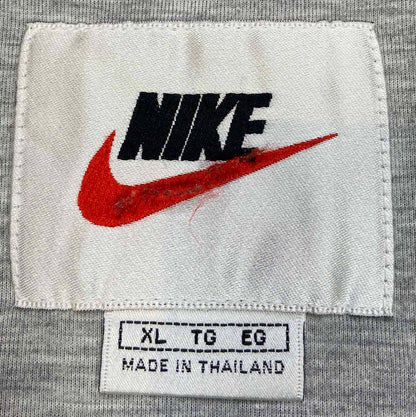 NIKE
XL TG EG
MADE IN THAILAND